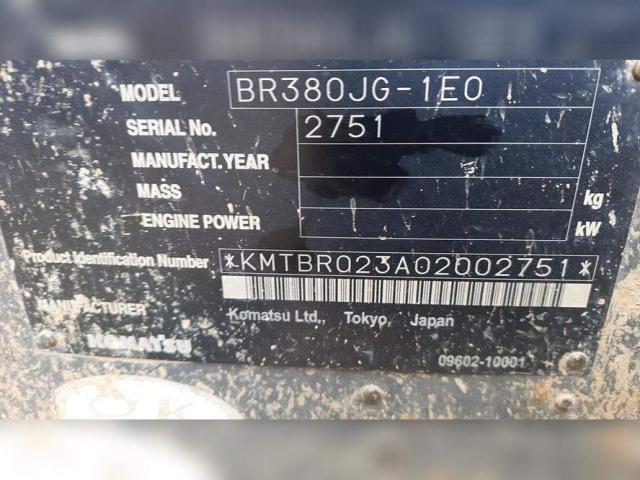 MODEL BR380JG-1E0
SERIAL No. 2751
MANUFACT. YEAR
MASS kg
ENGINE POWER kW
Product Identification Number *KMTBR023A02002751*
MANUFACTURER Komatsu Ltd., Tokyo, Japan
KOMATSU 09602-10001